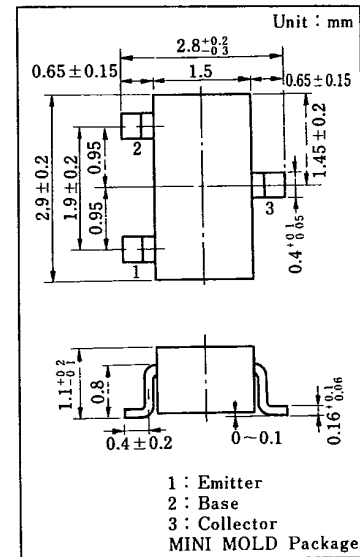 Unit : mm
2.8 +0.2 -0.3
0.65 ± 0.15
1.5
0.65 ± 0.15
2.9 ± 0.2
1.9 ± 0.2
0.95
0.95
2
1
3
1.45 ± 0.2
0.4 +0.1 -0.05
1.1 +0.2 -0.1
0.8
0.4 ± 0.2
0~0.1
0.16 +0.1 -0.06
1 : Emitter
2 : Base
3 : Collector
MINI MOLD Package